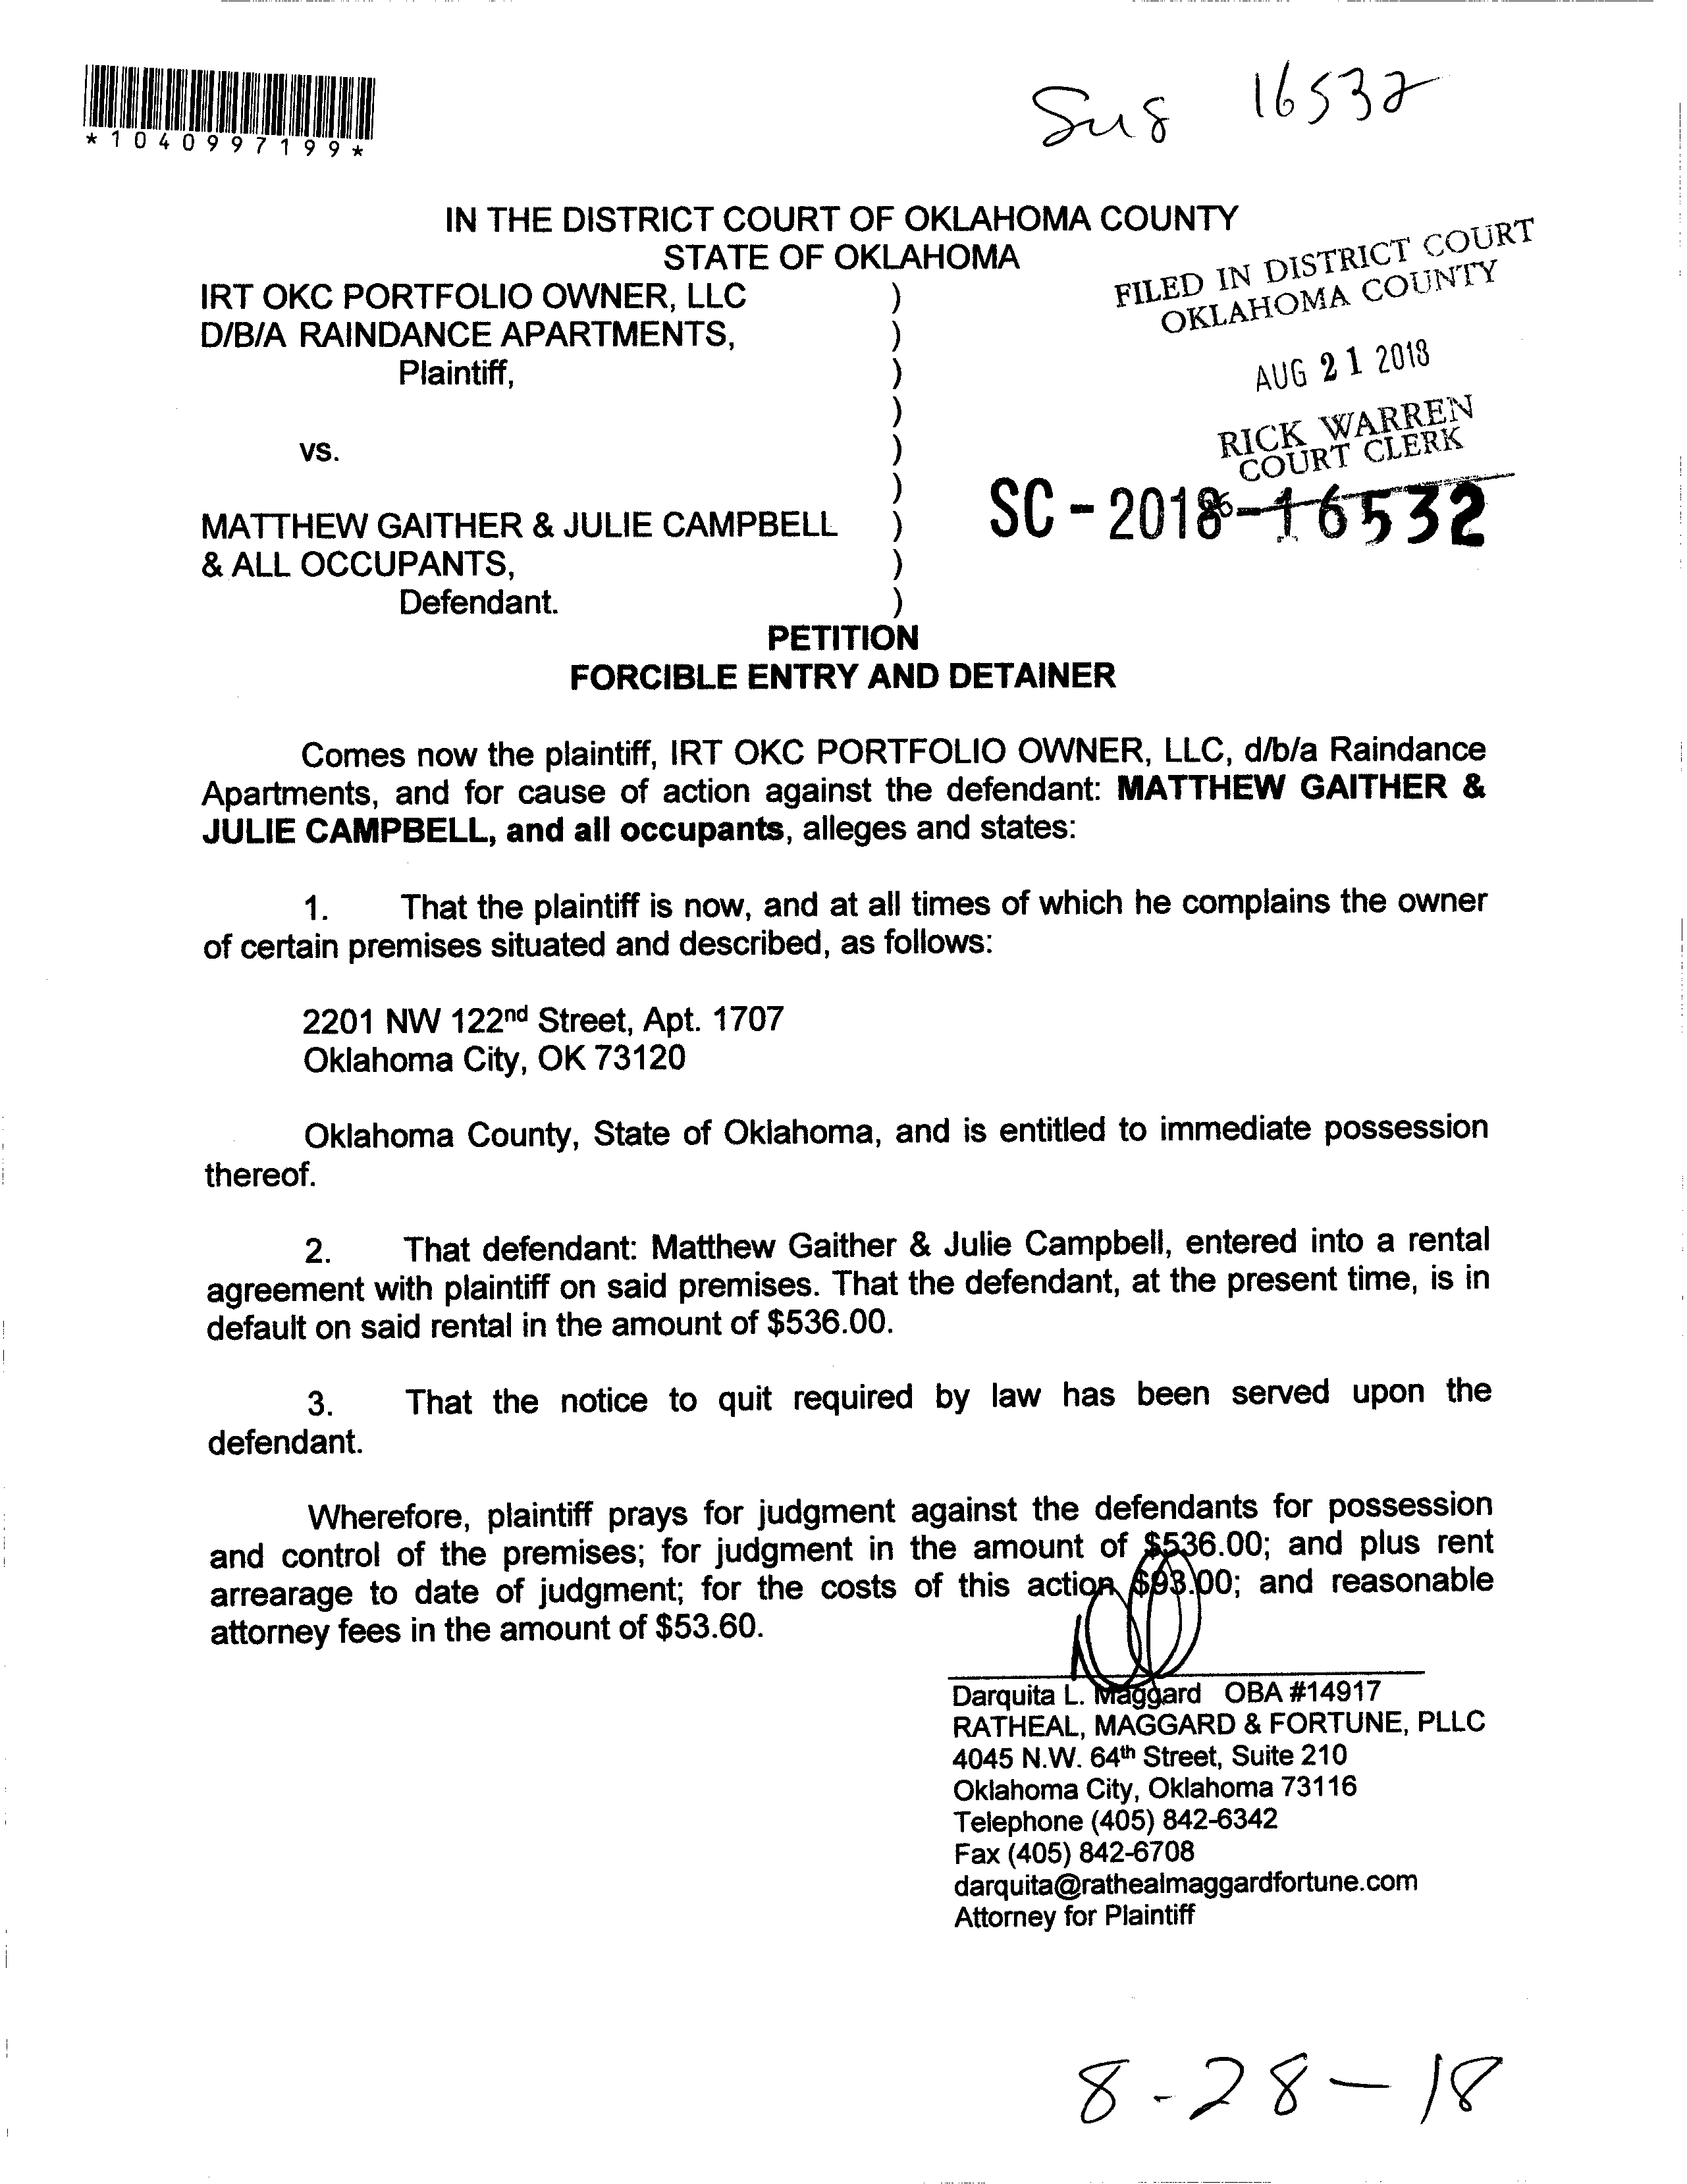 *1040997199*
16532
IN THE DISTRICT COURT OF OKLAHOMA COUNTY
STATE OF OKLAHOMA
FILED IN DISTRICT COURT
OKLAHOMA COUNTY
AUG 21 2018
RICK WARREN
COURT CLERK
SC-2018-16532
IRT OKC PORTFOLIO OWNER, LLC )
D/B/A RAINDANCE APARTMENTS, )
Plaintiff, )
)
vs. )
)
MATTHEW GAITHER & JULIE CAMPBELL )
& ALL OCCUPANTS, )
Defendant. )
PETITION
FORCIBLE ENTRY AND DETAINER
Comes now the plaintiff, IRT OKC PORTFOLIO OWNER, LLC, d/b/a Raindance
Apartments, and for cause of action against the defendant: MATTHEW GAITHER &
JULIE CAMPBELL, and all occupants, alleges and states:
1. That the plaintiff is now, and at all times of which he complains the owner
of certain premises situated and described, as follows:
2201 NW 122nd Street, Apt. 1707
Oklahoma City, OK 73120
Oklahoma County, State of Oklahoma, and is entitled to immediate possession
thereof.
2. That defendant: Matthew Gaither & Julie Campbell, entered into a rental
agreement with plaintiff on said premises. That the defendant, at the present time, is in
default on said rental in the amount of $536.00.
3. That the notice to quit required by law has been served upon the
defendant.
Wherefore, plaintiff prays for judgment against the defendants for possession
and control of the premises; for judgment in the amount of $536.00; and plus rent
arrearage to date of judgment; for the costs of this action $93.00; and reasonable
attorney fees in the amount of $53.60.
Darquita L. Maggard OBA #14917
RATHEAL, MAGGARD & FORTUNE, PLLC
4045 N.W. 64th Street, Suite 210
Oklahoma City, Oklahoma 73116
Telephone (405) 842-6342
Fax (405) 842-6708
darquita@rathealmaggardfortune.com
Attorney for Plaintiff
8-28-18